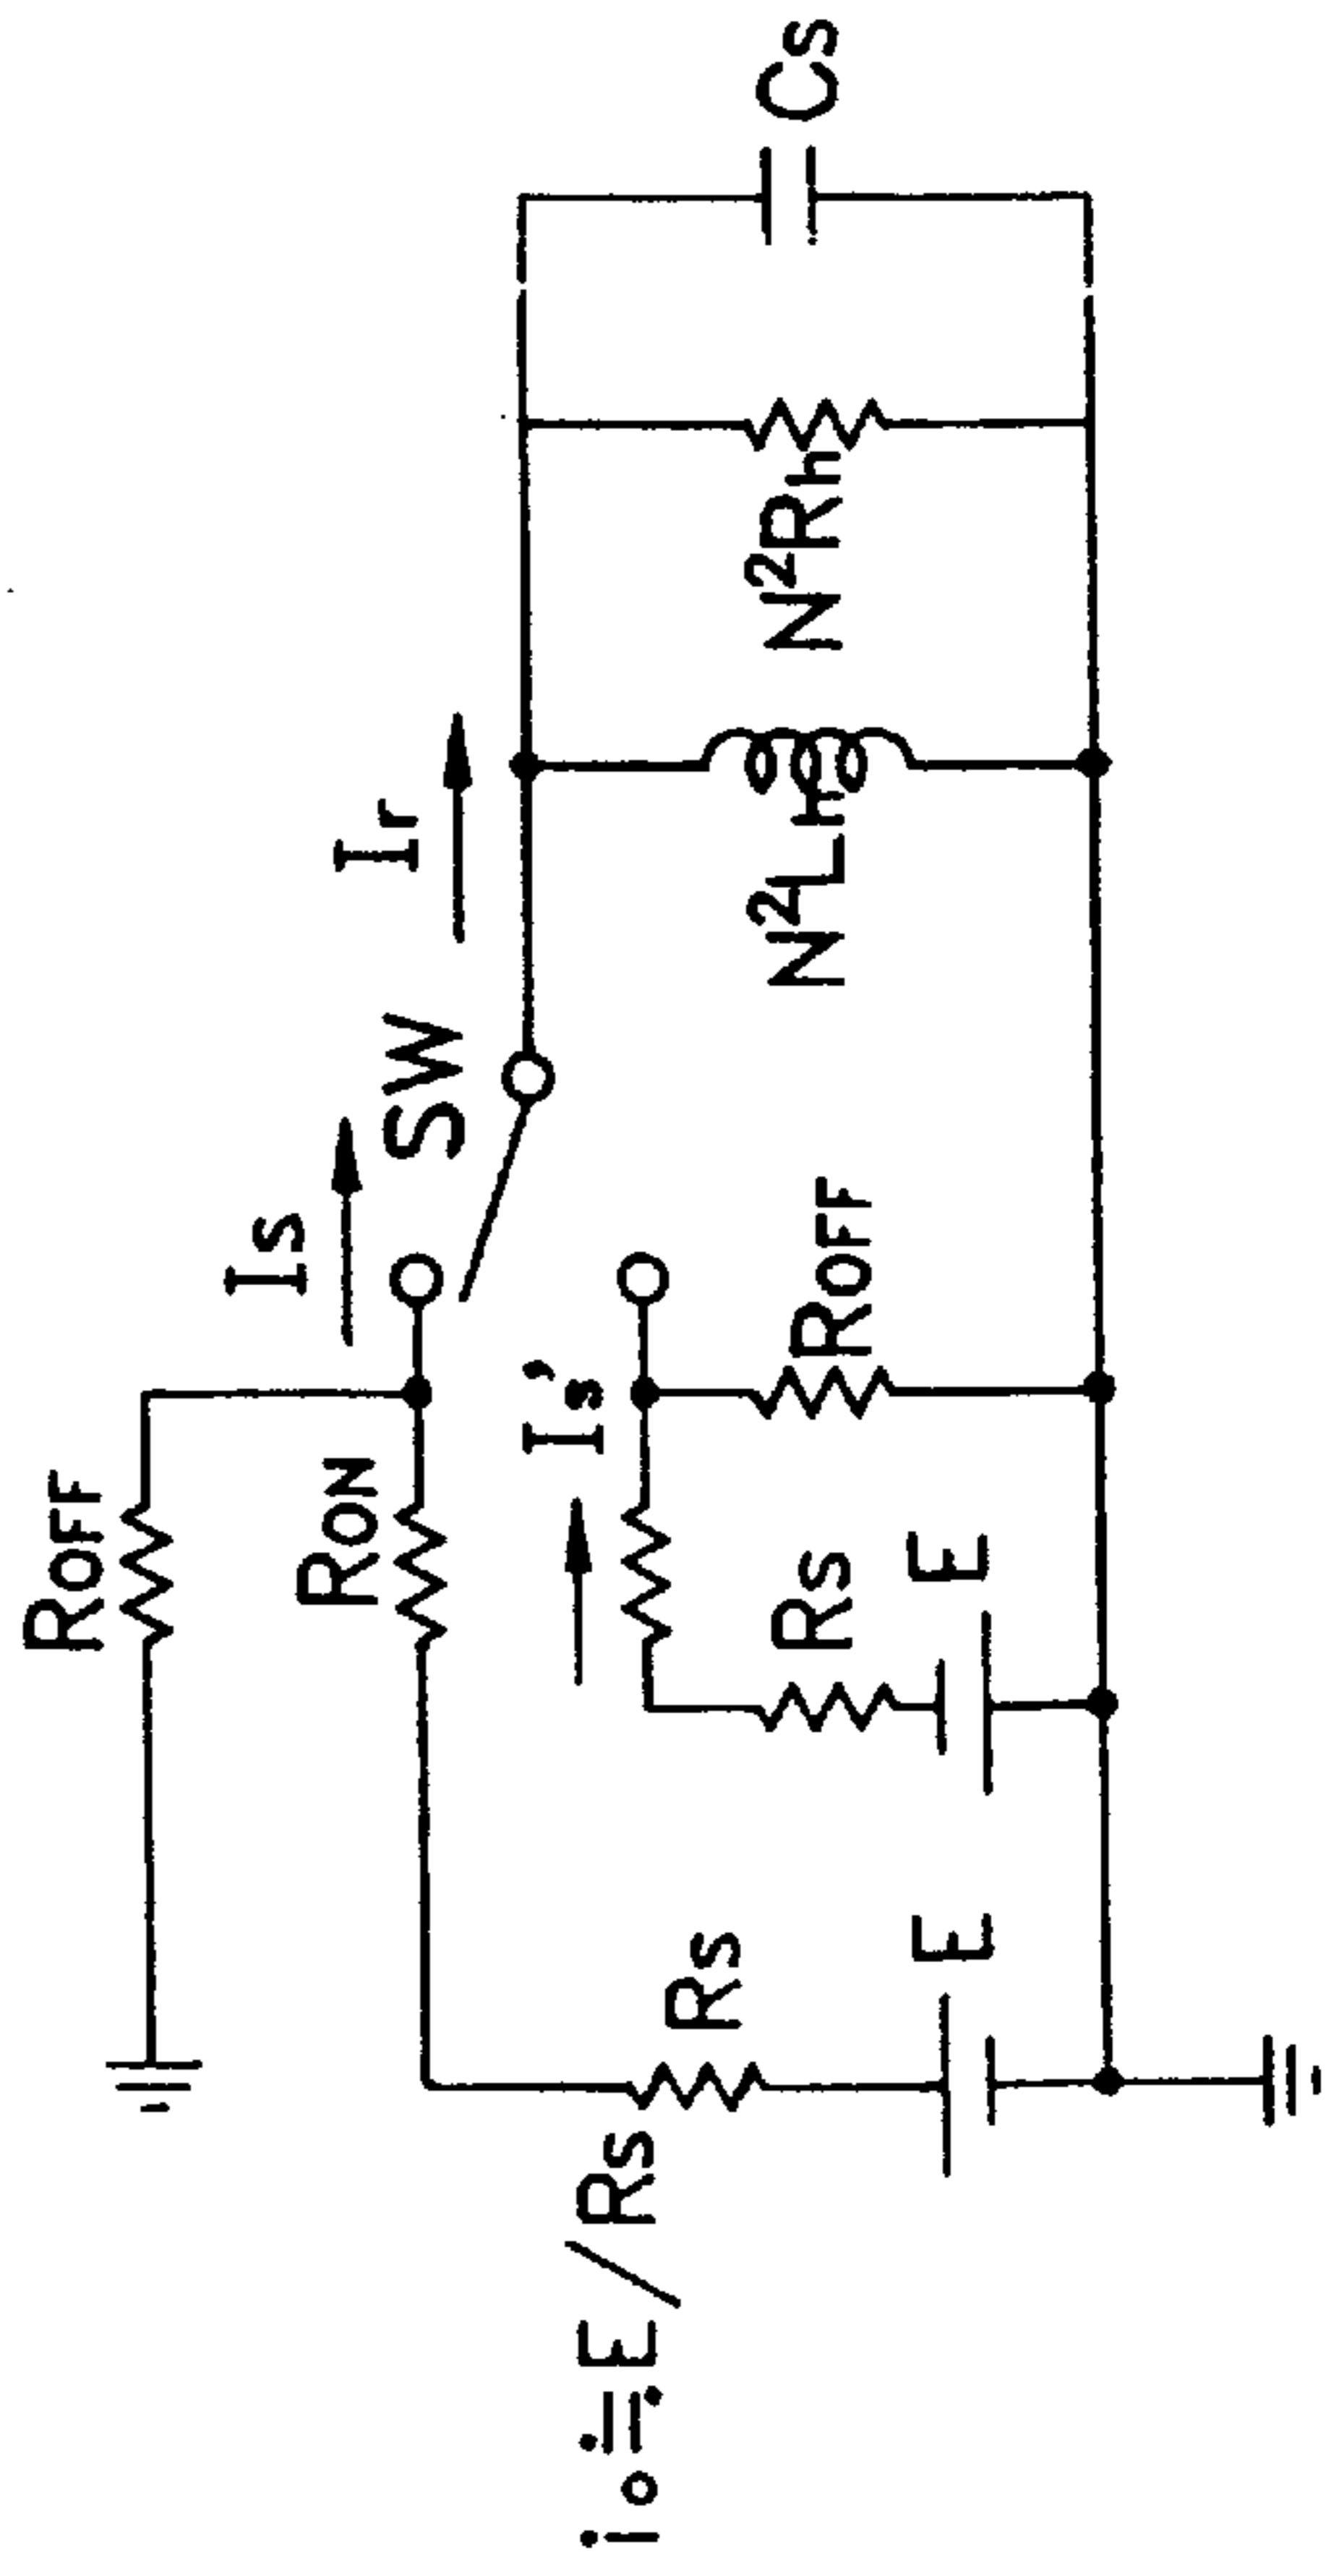 ROFF
Is
Ir
RON
SW
i₀≒E/Rs
Rs
Is'
Rs
ROFF
N²Lh
N²Rh
Cs
E
E